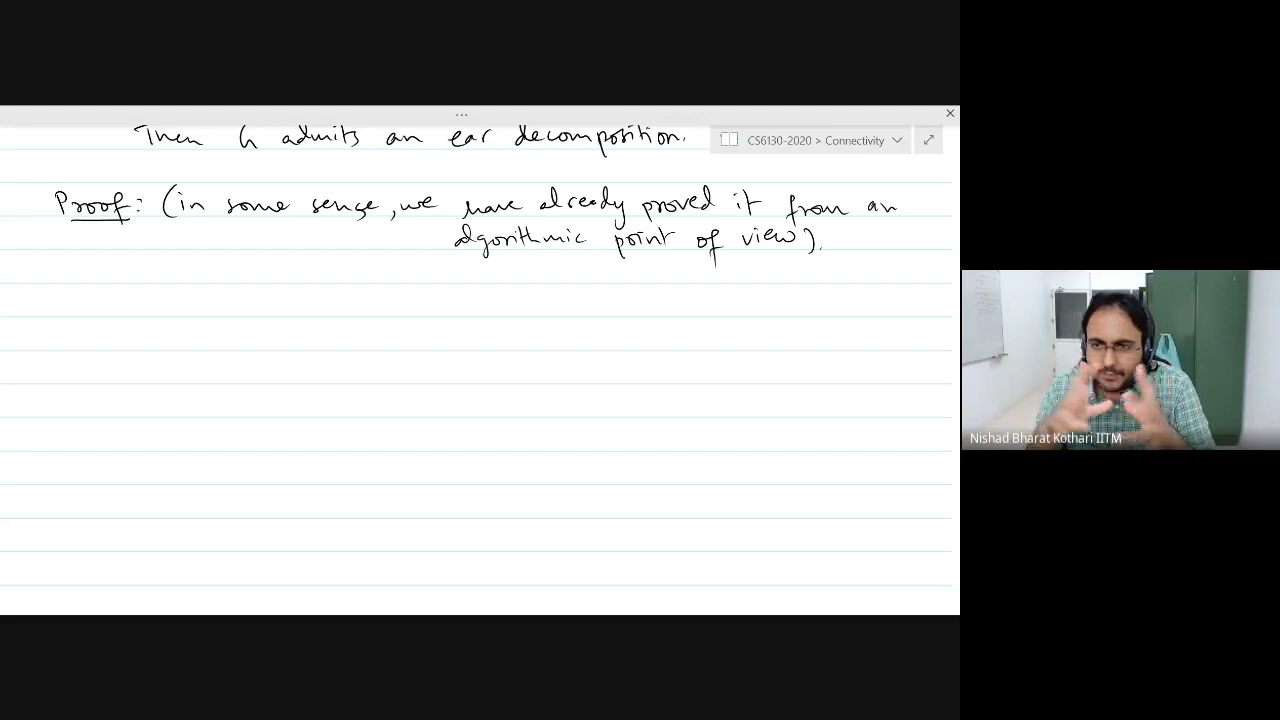 Then G admits an ear decomposition.
CS6130-2020 > Connectivity
Proof: (in some sense, we have already proved it from an
algorithmic point of view).
Nishad Bharat Kothari IITM